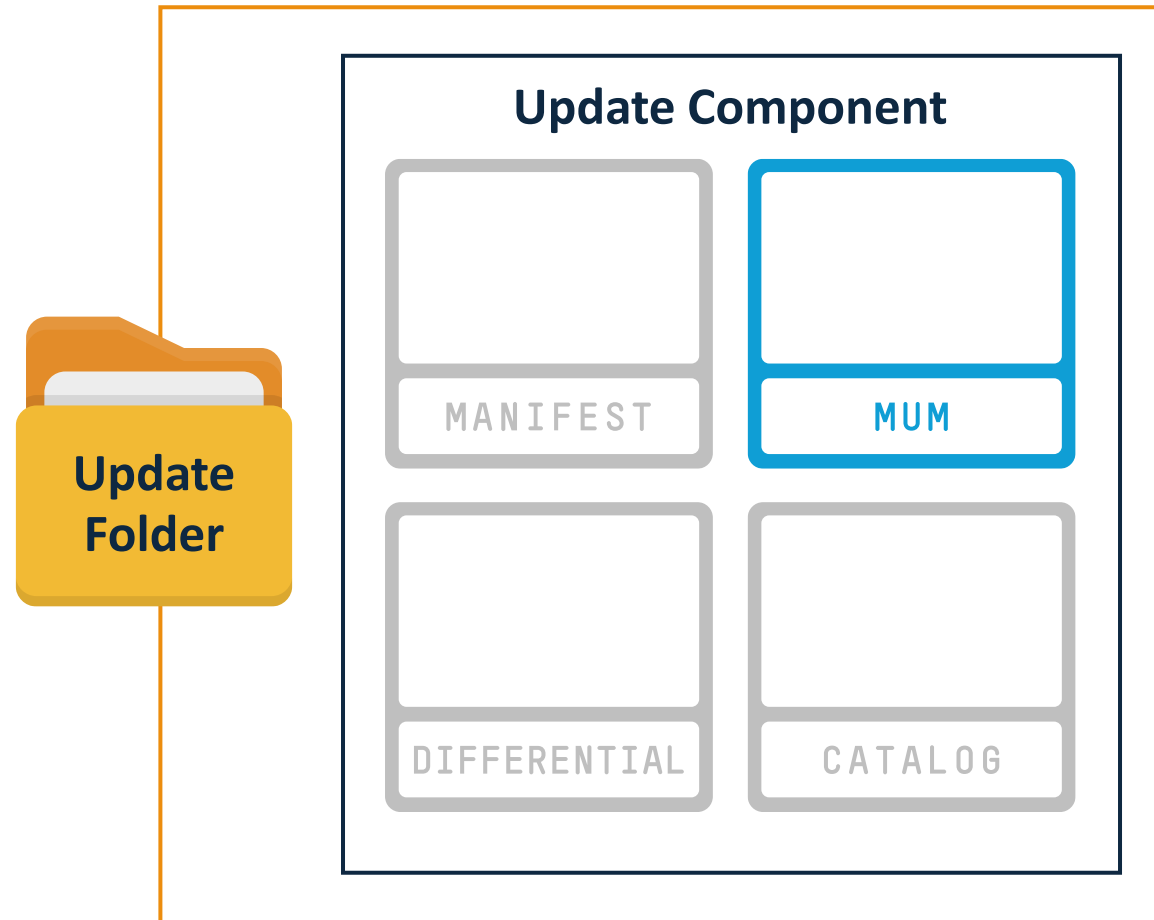 Update Component
MANIFEST
MUM
Update
Folder
DIFFERENTIAL
CATALOG